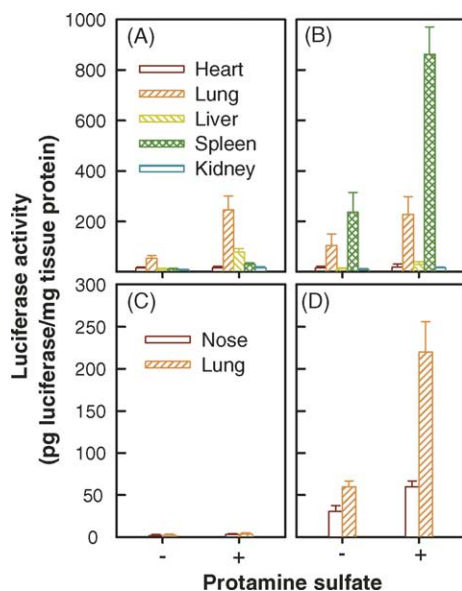 Luciferase activity
(pg luciferase/mg tissue protein)
1000
800
600
400
200
(A)
Heart
Lung
Liver
Spleen
Kidney
(B)
300
250
200
150
100
50
0
(C)
Nose
Lung
(D)
- + - +
Protamine sulfate